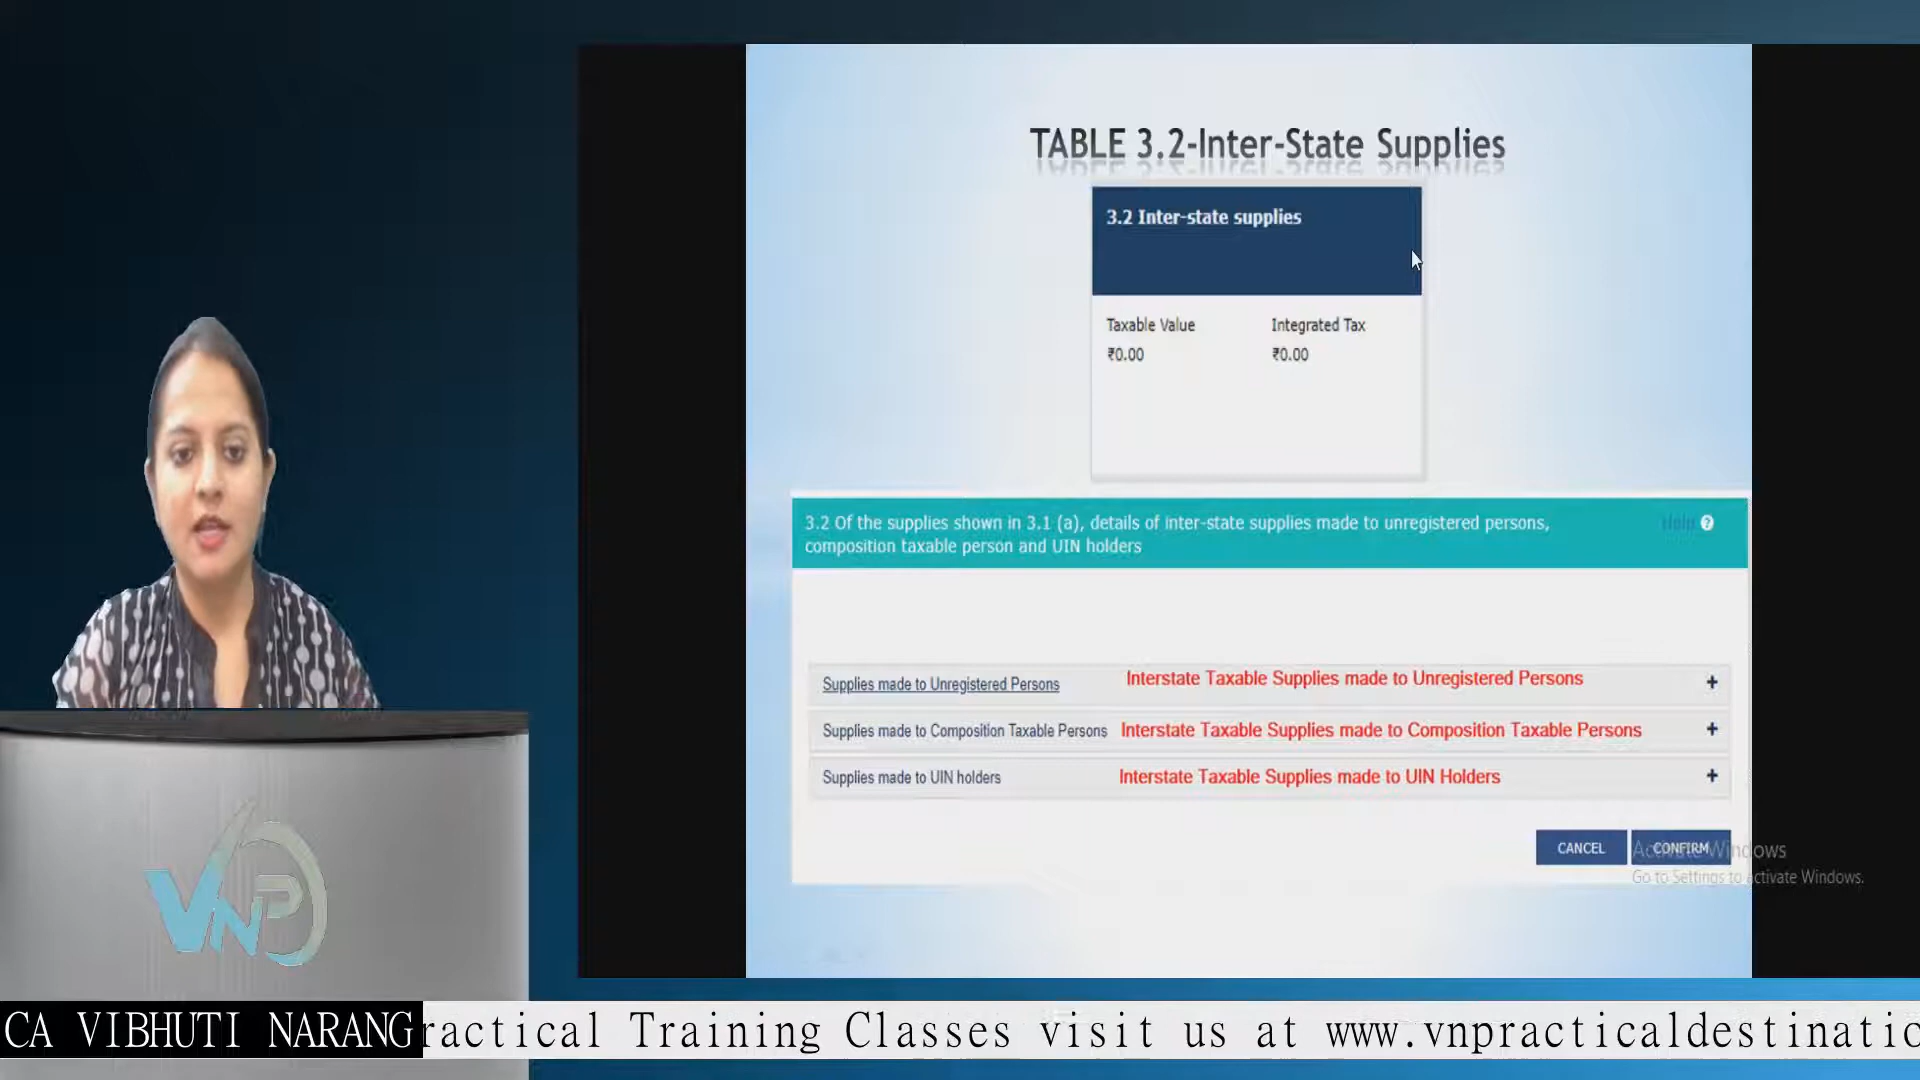 TABLE 3.2-Inter-State Supplies
3.2 Inter-state supplies
Taxable Value Integrated Tax
₹0.00 ₹0.00
3.2 Of the supplies shown in 3.1 (a), details of inter-state supplies made to unregistered persons,
composition taxable person and UIN holders
Help ?
Supplies made to Unregistered Persons Interstate Taxable Supplies made to Unregistered Persons +
Supplies made to Composition Taxable Persons Interstate Taxable Supplies made to Composition Taxable Persons +
Supplies made to UIN holders Interstate Taxable Supplies made to UIN Holders +
CANCEL CONFIRM
Activate Windows
Go to Settings to activate Windows.
VNP
CA VIBHUTI NARANG ractical Training Classes visit us at www.vnpracticaldestinatio